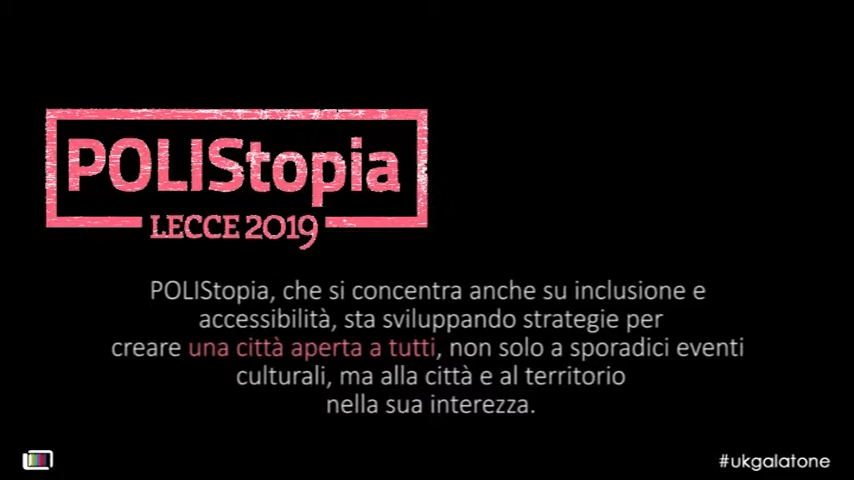 POLIStopia
LECCE 2019
POLIStopia, che si concentra anche su inclusione e
accessibilità, sta sviluppando strategie per
creare una città aperta a tutti, non solo a sporadici eventi
culturali, ma alla città e al territorio
nella sua interezza.
#ukgalatone